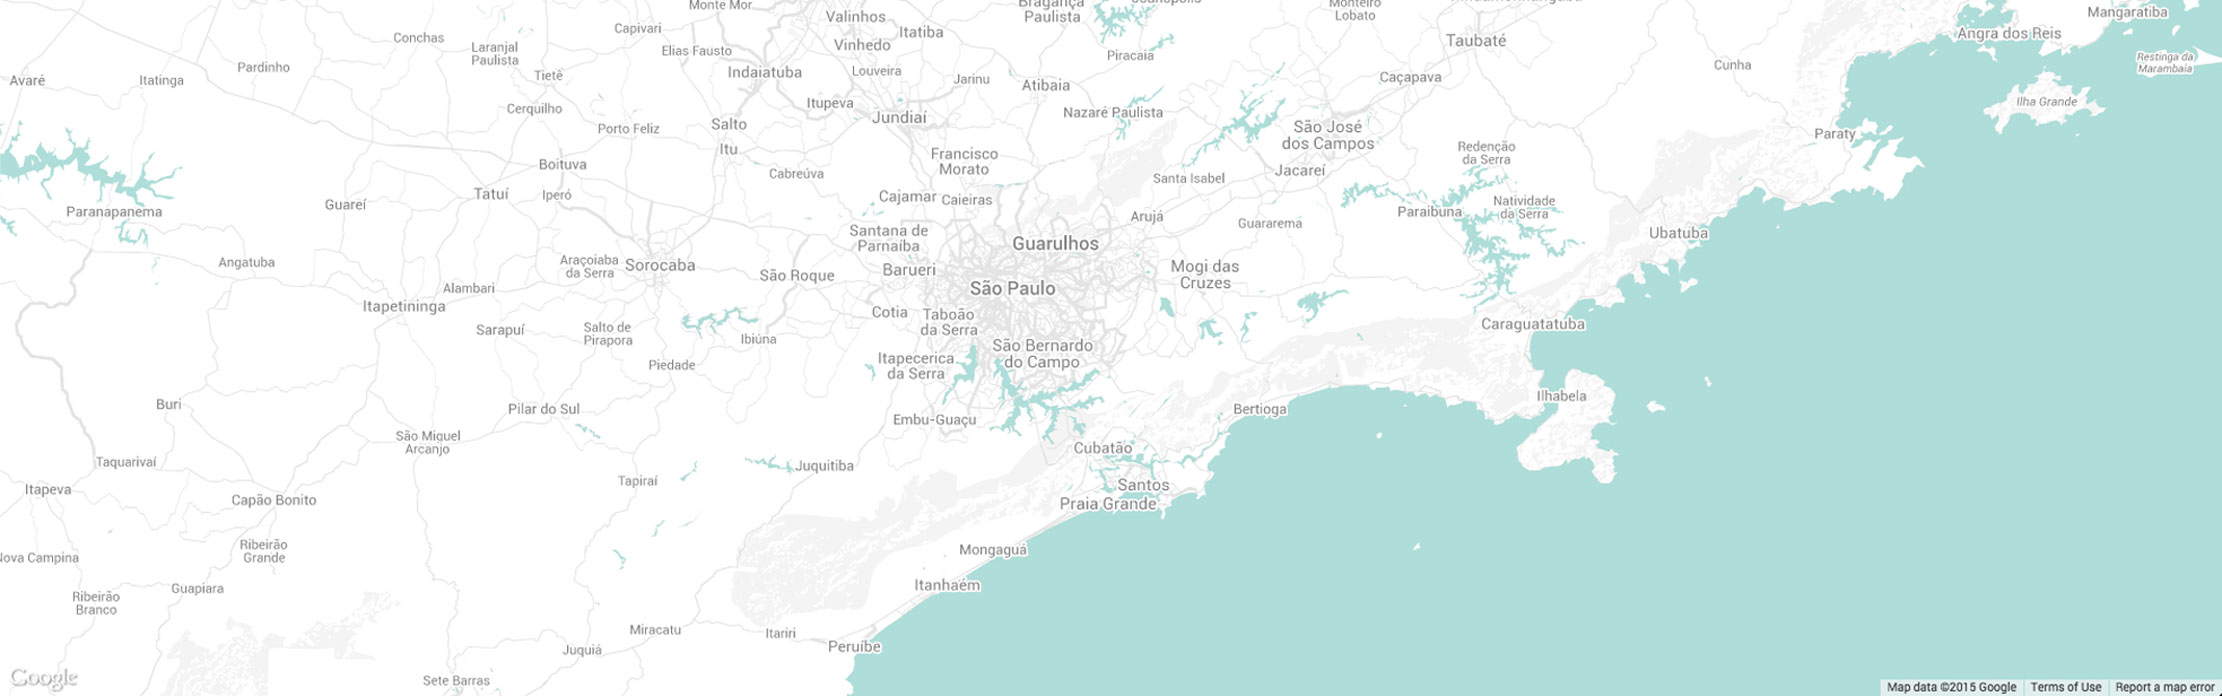 Monte Mor
Valinhos
Bragança
Paulista
Monteiro
Lobato
Mangaratiba
Conchas
Capivari
Itatiba
Angra dos Reis
Laranjal
Paulista
Elias Fausto
Vinhedo
Piracaia
Taubaté
Restinga da
Marambaia
Avaré
Itatinga
Pardinho
Tietê
Indaiatuba
Louveira
Jarinu
Atibaia
Caçapava
Cunha
Cerquilho
Itupeva
Jundiaí
Nazaré Paulista
Ilha Grande
Porto Feliz
Salto
São José
dos Campos
Paraty
Itu
Francisco
Morato
Redenção
da Serra
Boituva
Cabreúva
Santa Isabel
Jacareí
Tatuí
Iperó
Cajamar
Caieiras
Paranapanema
Guareí
Arujá
Guararema
Paraibuna
Natividade
da Serra
Santana de
Parnaíba
Guarulhos
Ubatuba
Angatuba
Araçoiaba
da Serra
Sorocaba
São Roque
Barueri
Mogi das
Cruzes
Alambari
São Paulo
Itapetininga
Cotia
Taboão
da Serra
Caraguatatuba
Sarapuí
Salto de
Pirapora
Ibiúna
São Bernardo
do Campo
Piedade
Itapecerica
da Serra
Buri
Pilar do Sul
Embu-Guaçu
Bertioga
Ilhabela
São Miguel
Arcanjo
Cubatão
Taquarivaí
Juquitiba
Itapeva
Capão Bonito
Tapiraí
Santos
Praia Grande
Nova Campina
Ribeirão
Grande
Mongaguá
Guapiara
Itanhaém
Ribeirão
Branco
Miracatu
Itariri
Peruíbe
Juquiá
Sete Barras
Google
Map data ©2015 Google
Terms of Use
Report a map error